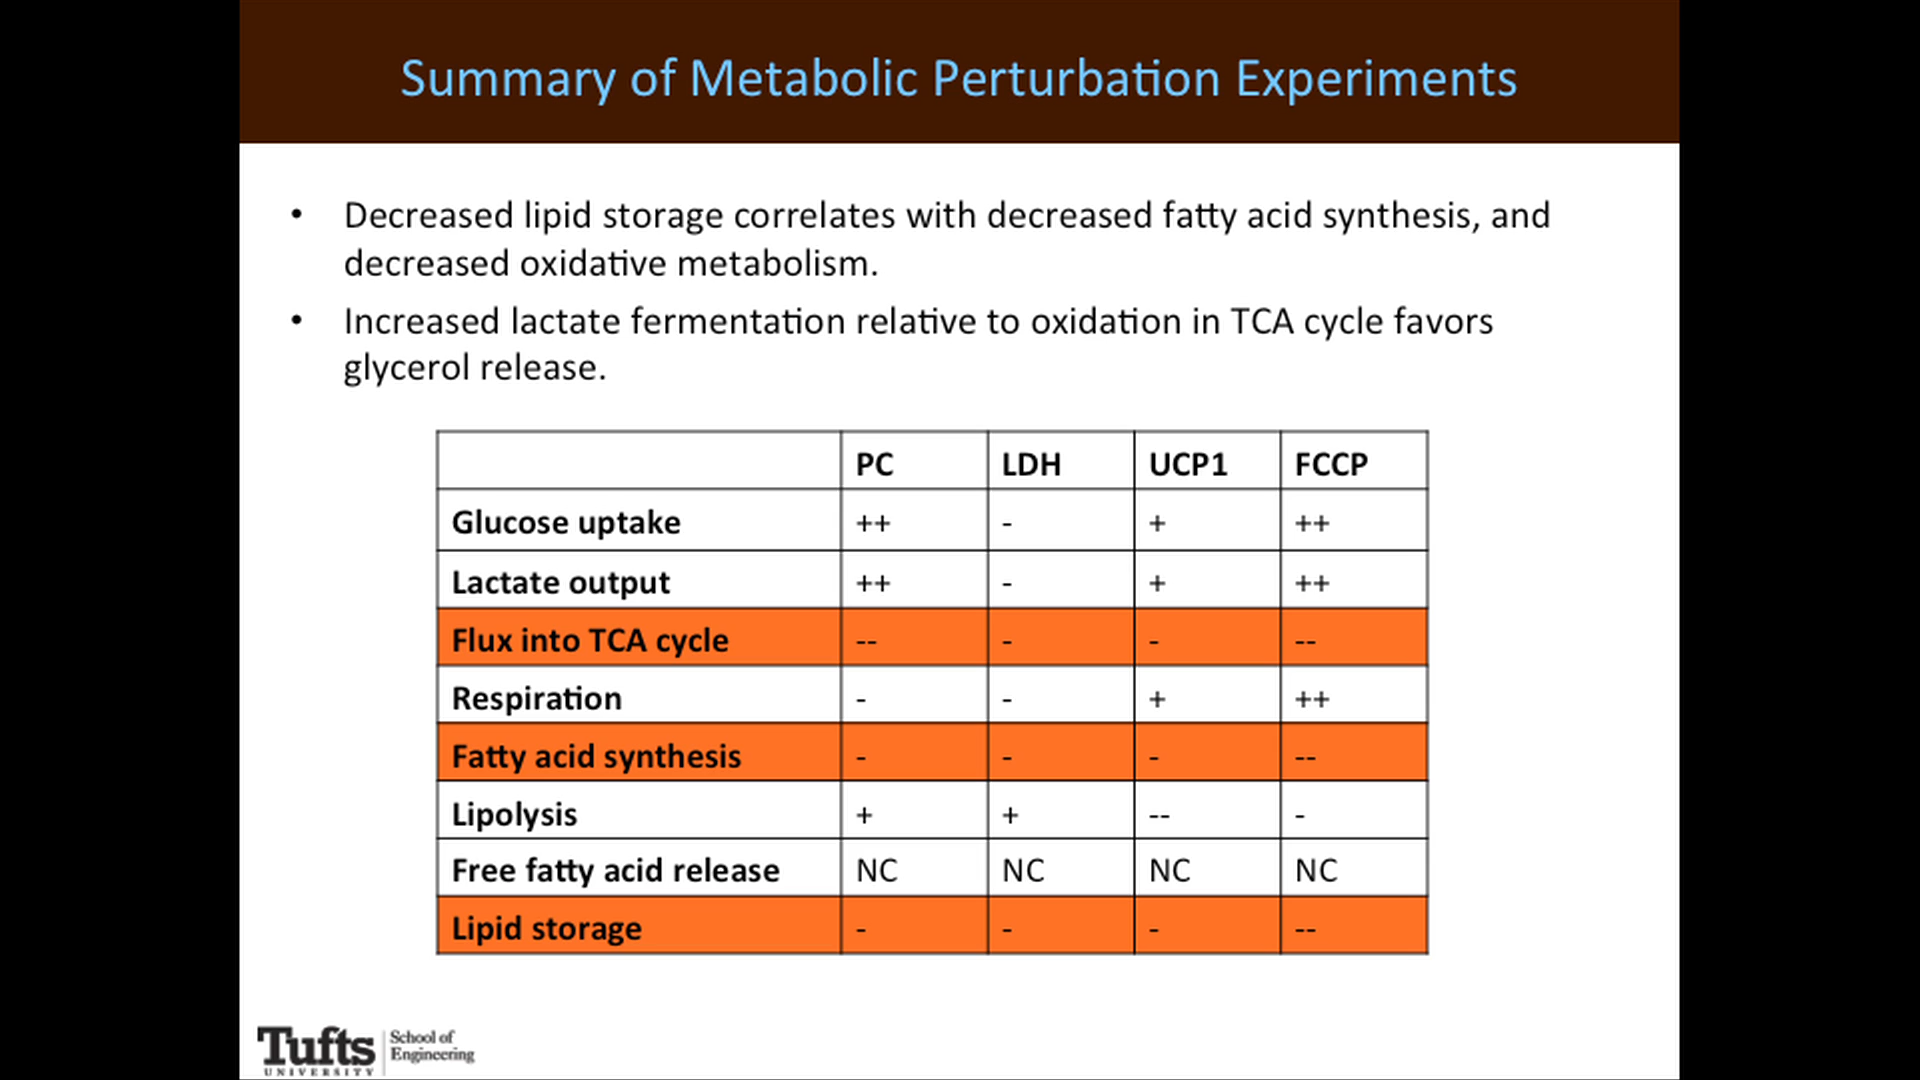 Summary of Metabolic Perturbation Experiments
• Decreased lipid storage correlates with decreased fatty acid synthesis, and
decreased oxidative metabolism.
• Increased lactate fermentation relative to oxidation in TCA cycle favors
glycerol release.
PC LDH UCP1 FCCP
Glucose uptake ++ - + ++
Lactate output ++ - + ++
Flux into TCA cycle -- - - --
Respiration - - + ++
Fatty acid synthesis - - - --
Lipolysis + + -- -
Free fatty acid release NC NC NC NC
Lipid storage - - - --
Tufts
UNIVERSITY
School of
Engineering